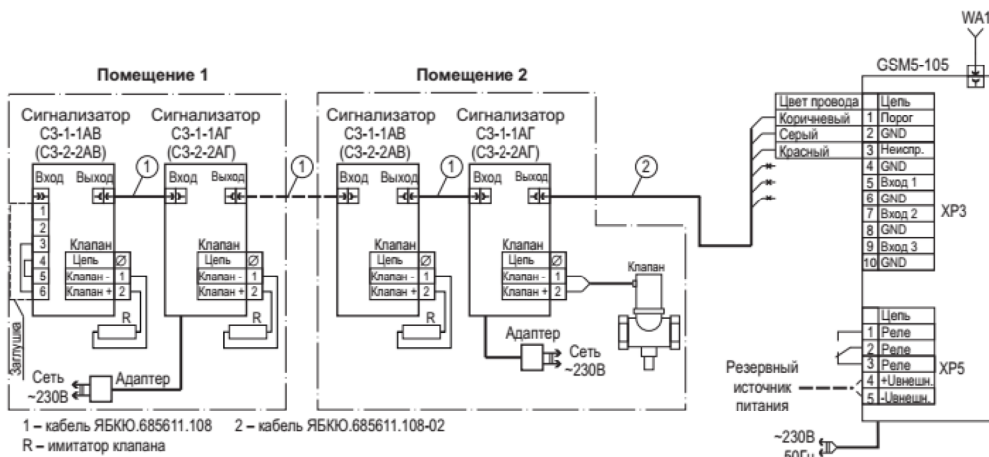 WA1
GSM5-105
Помещение 1
Помещение 2
Сигнализатор
СЗ-1-1АВ
(СЗ-2-2АВ)
Сигнализатор
СЗ-1-1АГ
(СЗ-2-2АГ)
Сигнализатор
СЗ-1-1АВ
(СЗ-2-2АВ)
Сигнализатор
СЗ-1-1АГ
(СЗ-2-2АГ)
Вход Выход
1
Вход Выход
1
Вход Выход
1
Вход Выход
2
1
2
3
4
5
6
Заглушка
Клапан
Цепь Ø
Клапан - 1
Клапан + 2
R
Клапан
Цепь Ø
Клапан - 1
Клапан + 2
R
Клапан
Цепь Ø
Клапан - 1
Клапан + 2
R
Клапан
Цепь Ø
Клапан - 1
Клапан + 2
Клапан
Сеть
~230В
Адаптер
Адаптер
Сеть
~230В
Цвет провода Цепь
Коричневый 1 Порог
Серый 2 GND
Красный 3 Неиспр.
4 GND
5 Вход 1
6 GND
7 Вход 2
8 GND
9 Вход 3
10 GND
XP3
Цепь
1 Реле
2 Реле
3 Реле
4 +Uвнешн.
5 -Uвнешн.
XP5
Резервный
источник
питания
~230В
50Гц
1 – кабель ЯБКЮ.685611.108 2 – кабель ЯБКЮ.685611.108-02
R – имитатор клапана